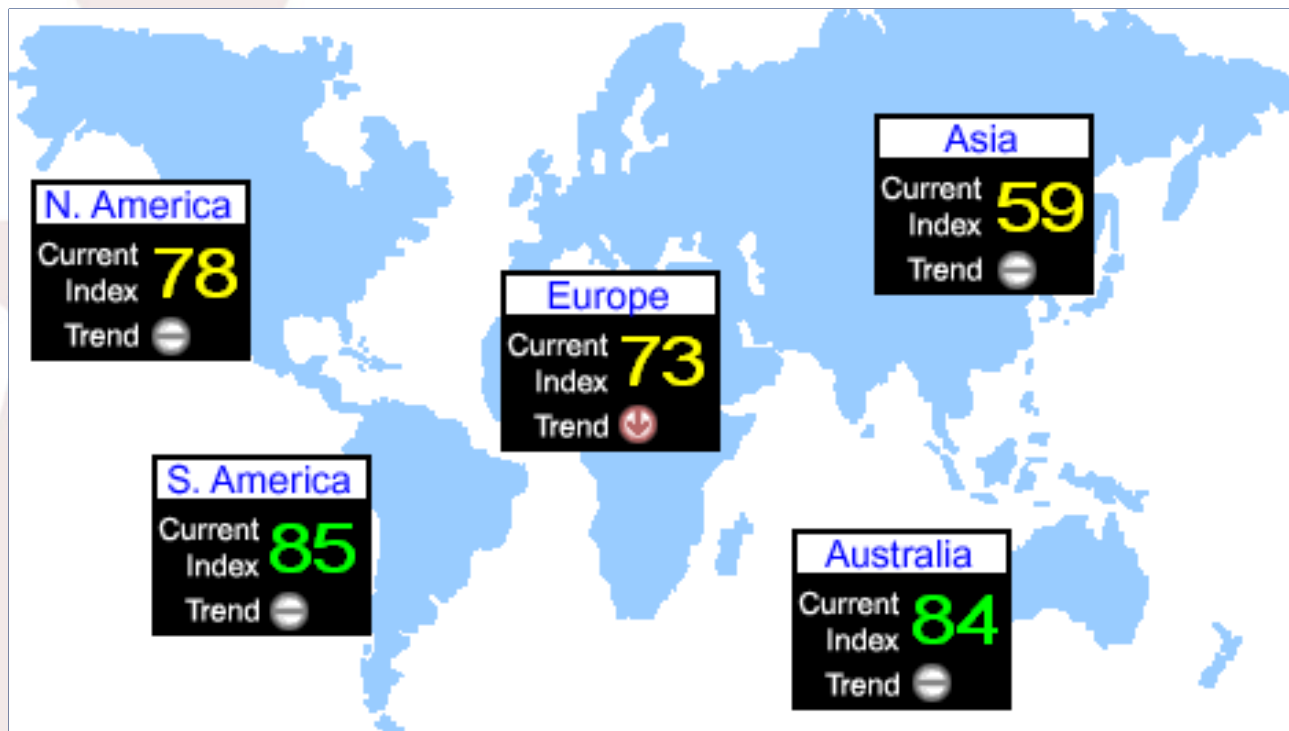 N. America
Current
Index
78
Trend
S. America
Current
Index
85
Trend
Europe
Current
Index
73
Trend
Asia
Current
Index
59
Trend
Australia
Current
Index
84
Trend